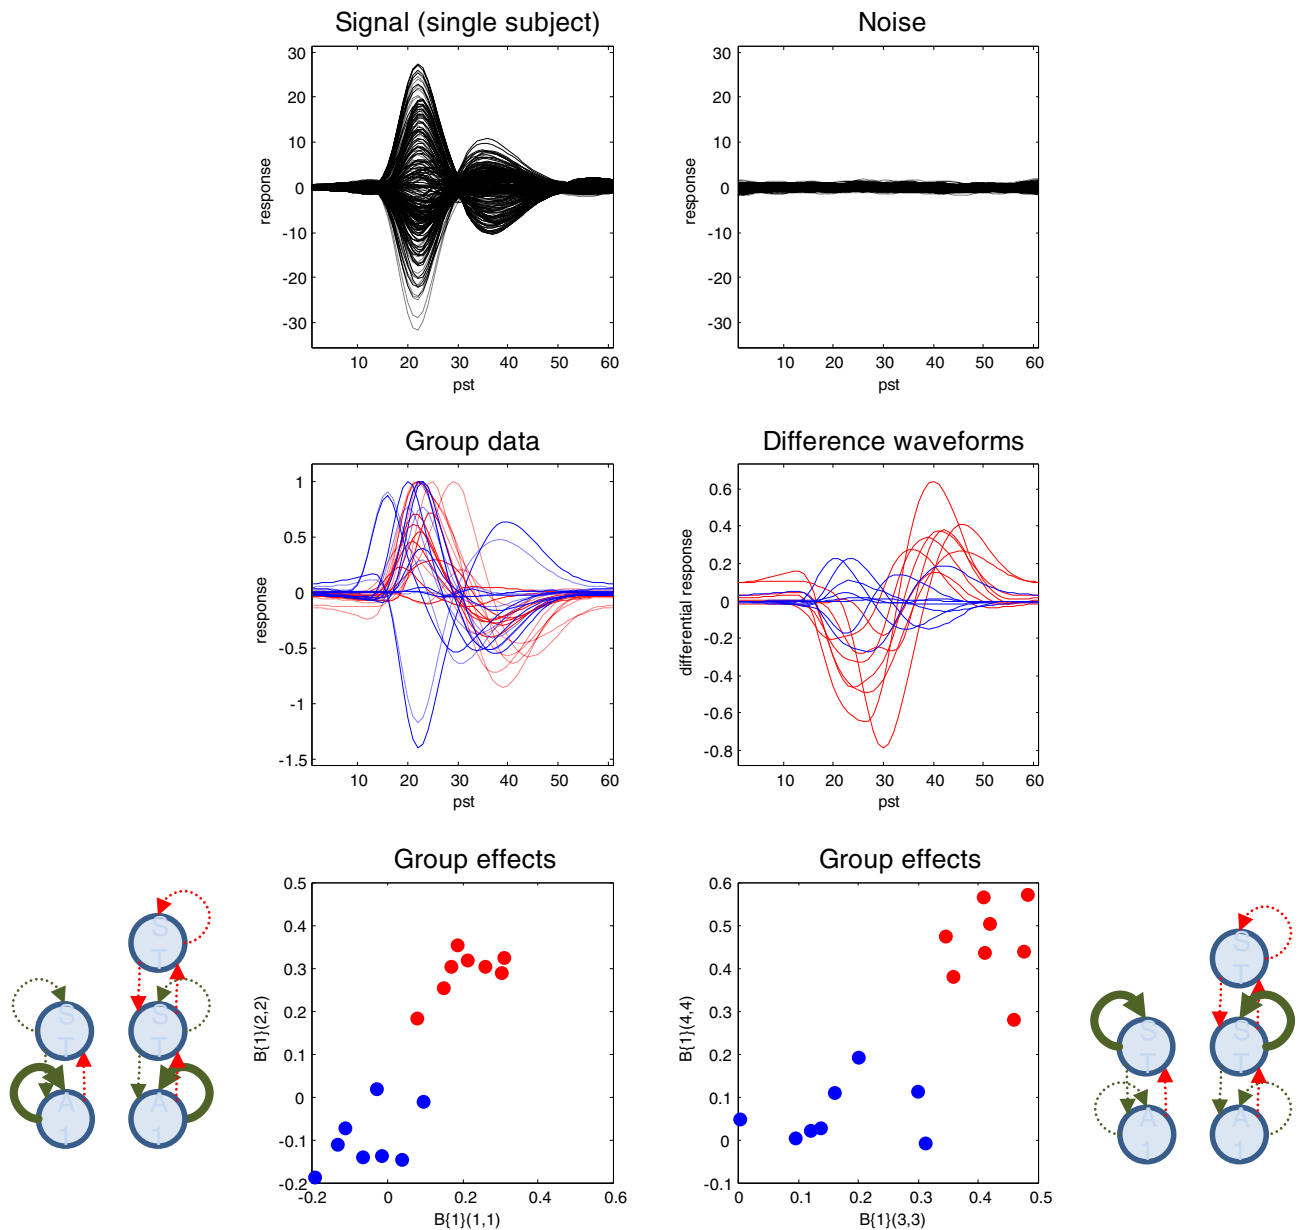 Signal (single subject)
Noise
30
20
10
0
-10
-20
-30
response
10 20 30 40 50 60
pst
30
20
10
0
-10
-20
-30
response
10 20 30 40 50 60
pst
Group data
Difference waveforms
1
0.5
0
-0.5
-1
-1.5
response
10 20 30 40 50 60
pst
0.6
0.4
0.2
0
-0.2
-0.4
-0.6
-0.8
differential response
10 20 30 40 50 60
pst
Group effects
Group effects
S
T
S
T
S
T
A
1
A
1
0.5
0.4
0.3
0.2
0.1
0
-0.1
-0.2
B{1}(2,2)
-0.2 0 0.2 0.4 0.6
B{1}(1,1)
0.6
0.5
0.4
0.3
0.2
0.1
0
-0.1
B{1}(4,4)
0 0.1 0.2 0.3 0.4 0.5
B{1}(3,3)
S
T
S
T
S
T
A
1
A
1